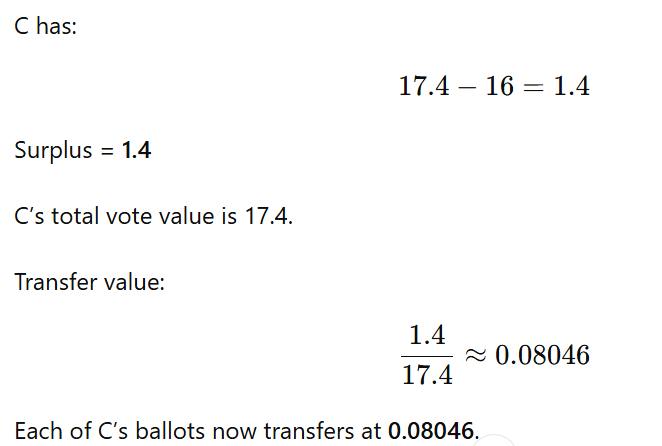 C has:
17.4 − 16 = 1.4
Surplus = 1.4
C’s total vote value is 17.4.
Transfer value:
1.4
17.4
≈ 0.08046
Each of C’s ballots now transfers at 0.08046.